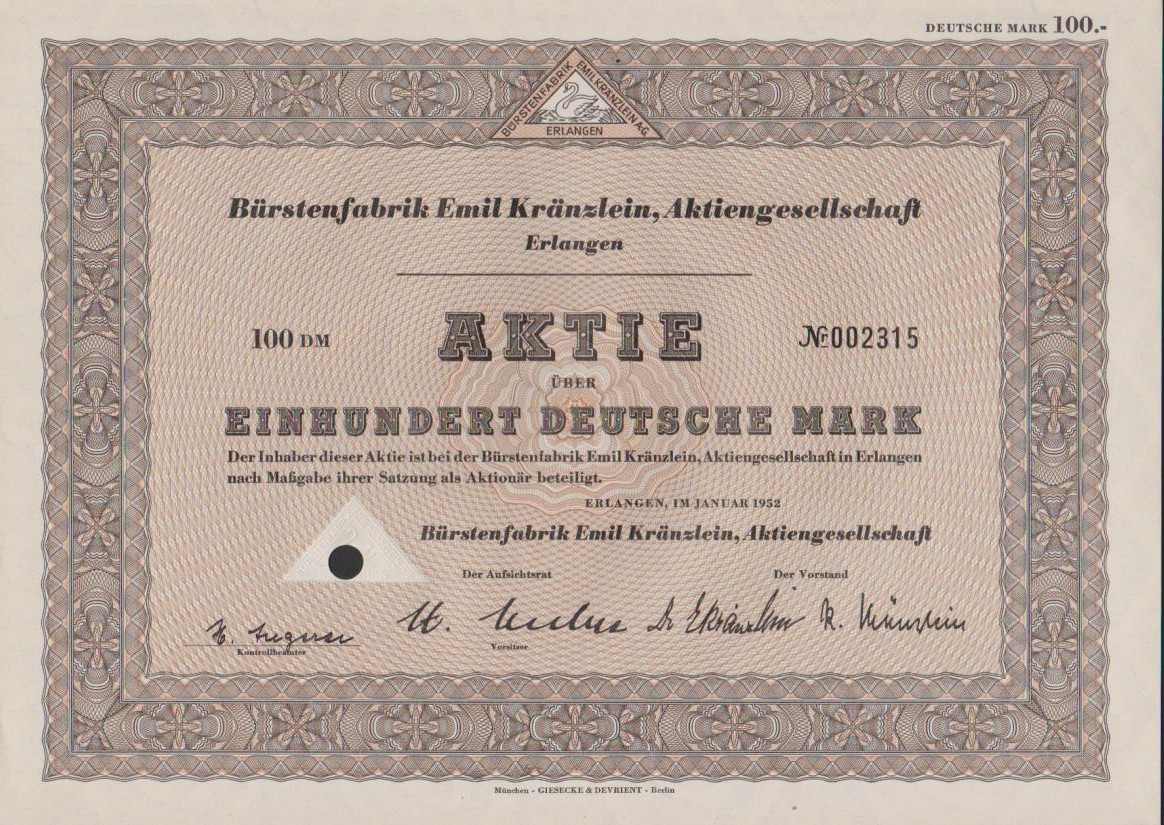 DEUTSCHE MARK 100.-
BÜRSTENFABRIK EMIL KRÄNZLEIN AG.
ERLANGEN
Bürstenfabrik Emil Kränzlein, Aktiengesellschaft
Erlangen
100 DM
AKTIE
№ 002315
ÜBER
EINHUNDERT DEUTSCHE MARK
Der Inhaber dieser Aktie ist bei der Bürstenfabrik Emil Kränzlein, Aktiengesellschaft in Erlangen
nach Maßgabe ihrer Satzung als Aktionär beteiligt.
ERLANGEN, IM JANUAR 1952
Bürstenfabrik Emil Kränzlein, Aktiengesellschaft
Der Aufsichtsrat
Der Vorstand
Dr. E Kränzlein
K. Münzlein
Kontrollbeamter
Vorsitzer
München - GIESECKE & DEVRIENT - Berlin